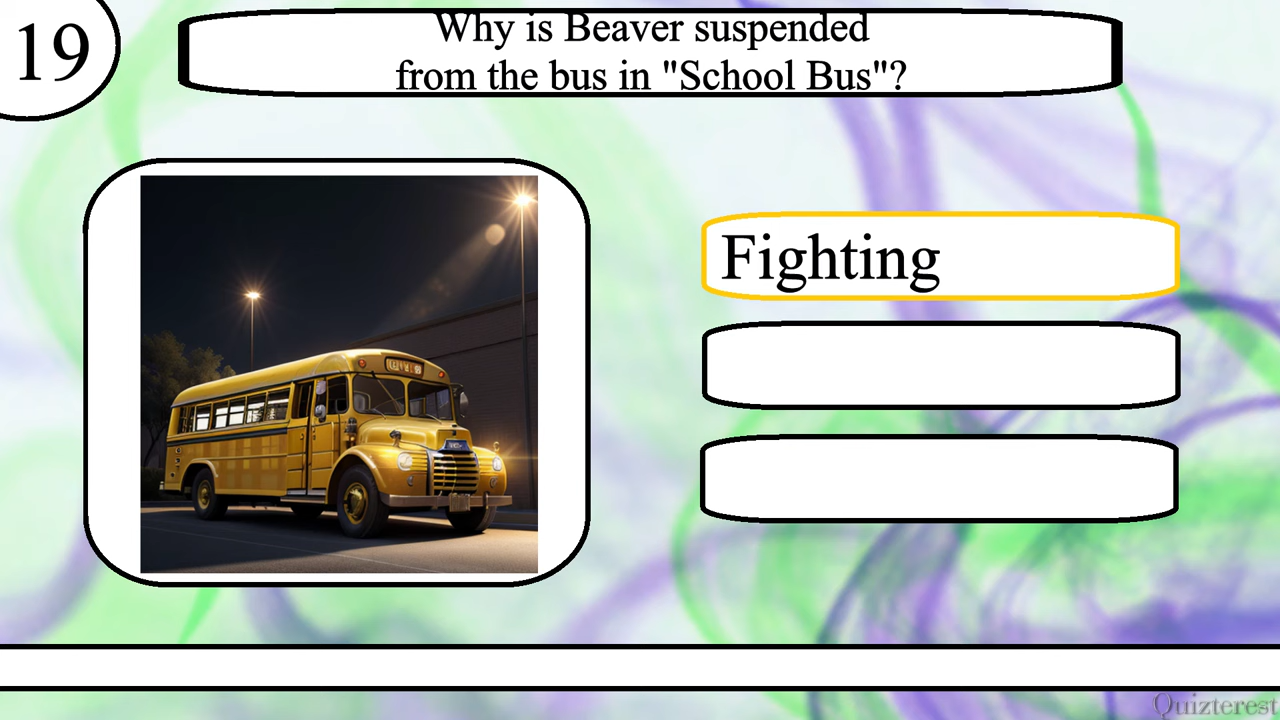 19
Why is Beaver suspended
from the bus in "School Bus"?
Fighting
Quizterest